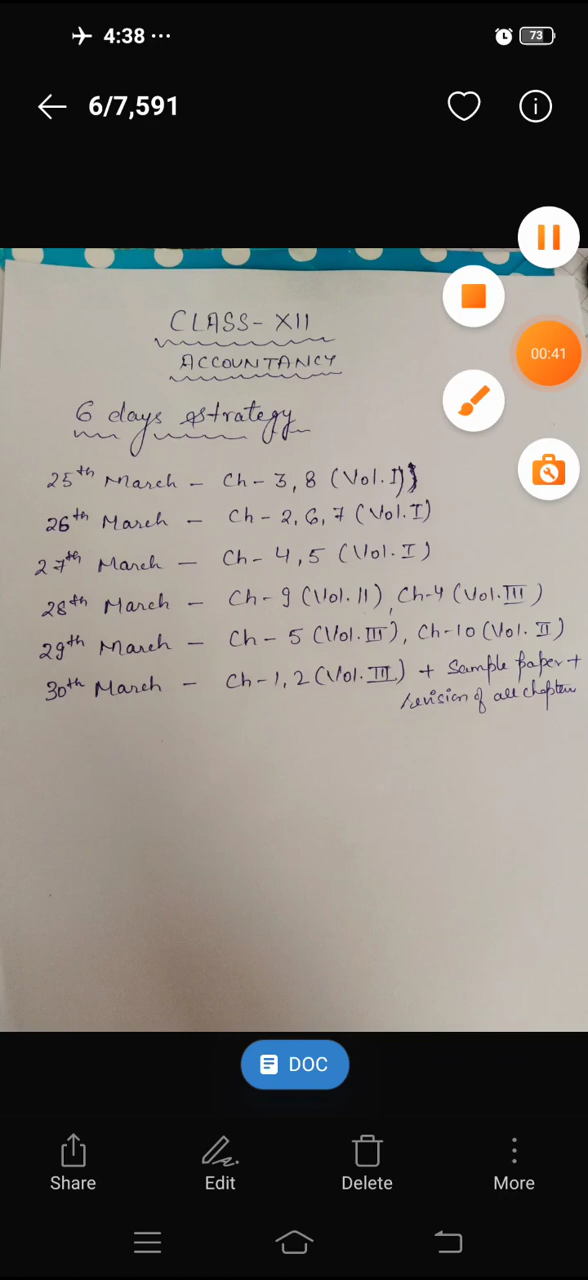 4:38 ...
73
6/7,591
CLASS-XII
ACCOUNTANCY
6 days strategy
25th March - Ch-3,8 (Vol.I)
26th March - Ch-2,6,7 (Vol.I)
27th March - Ch-4,5 (Vol.I)
28th March - Ch-9 (Vol.II), Ch-4 (Vol.III)
29th March - Ch-5 (Vol.III), Ch-10 (Vol.II)
30th March - Ch-1,2 (Vol.III) + Sample paper +
revision of all chapters
00:41
DOC
Share Edit Delete More